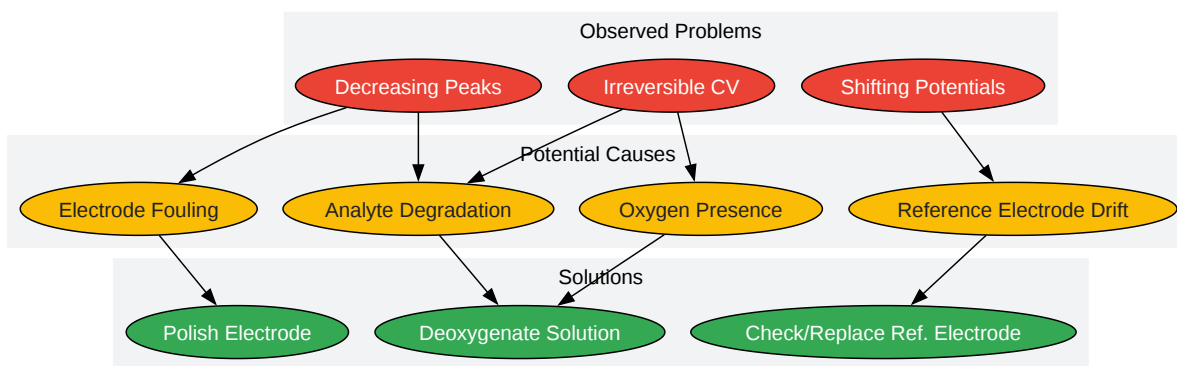 Observed Problems
Decreasing Peaks
Irreversible CV
Shifting Potentials
Potential Causes
Electrode Fouling
Analyte Degradation
Oxygen Presence
Reference Electrode Drift
Solutions
Polish Electrode
Deoxygenate Solution
Check/Replace Ref. Electrode